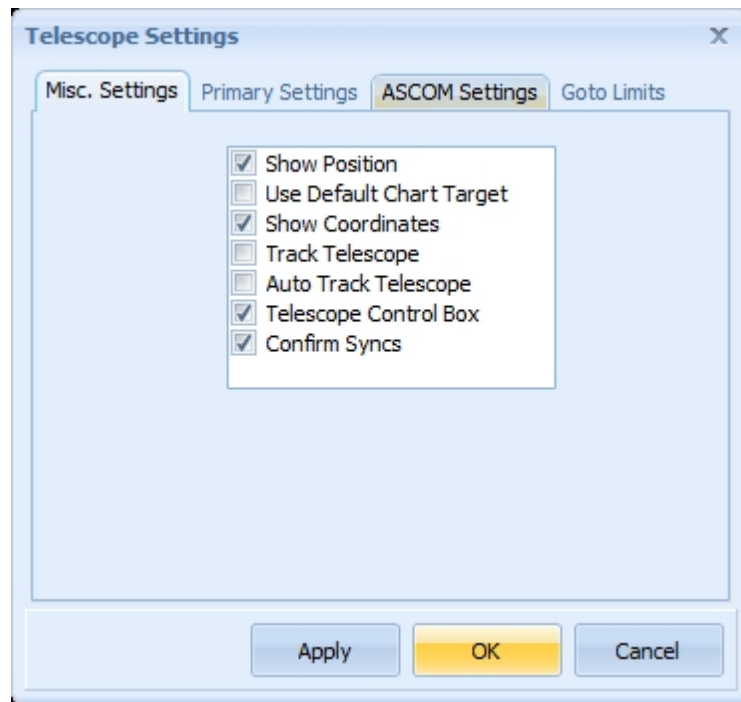 Telescope Settings
Misc. Settings Primary Settings ASCOM Settings Goto Limits
Show Position
Use Default Chart Target
Show Coordinates
Track Telescope
Auto Track Telescope
Telescope Control Box
Confirm Syncs
Apply OK Cancel